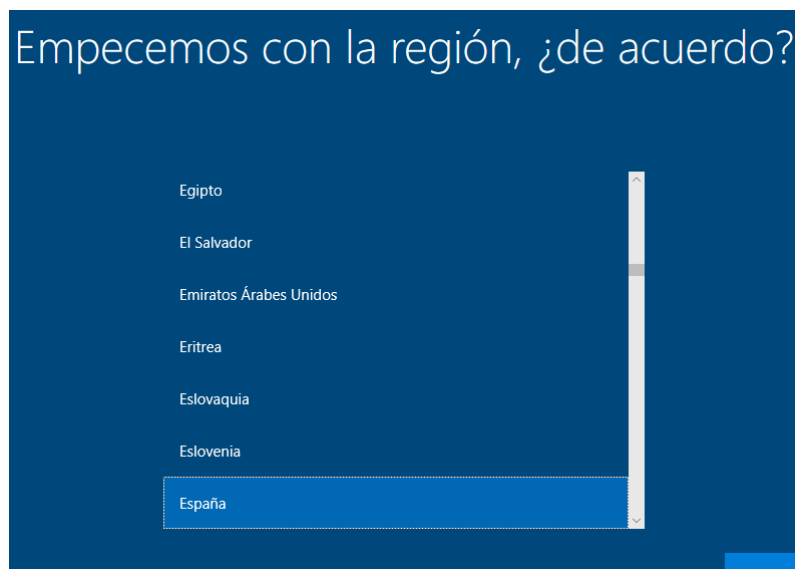 Empecemos con la región, ¿de acuerdo?
Egipto
El Salvador
Emiratos Árabes Unidos
Eritrea
Eslovaquia
Eslovenia
España